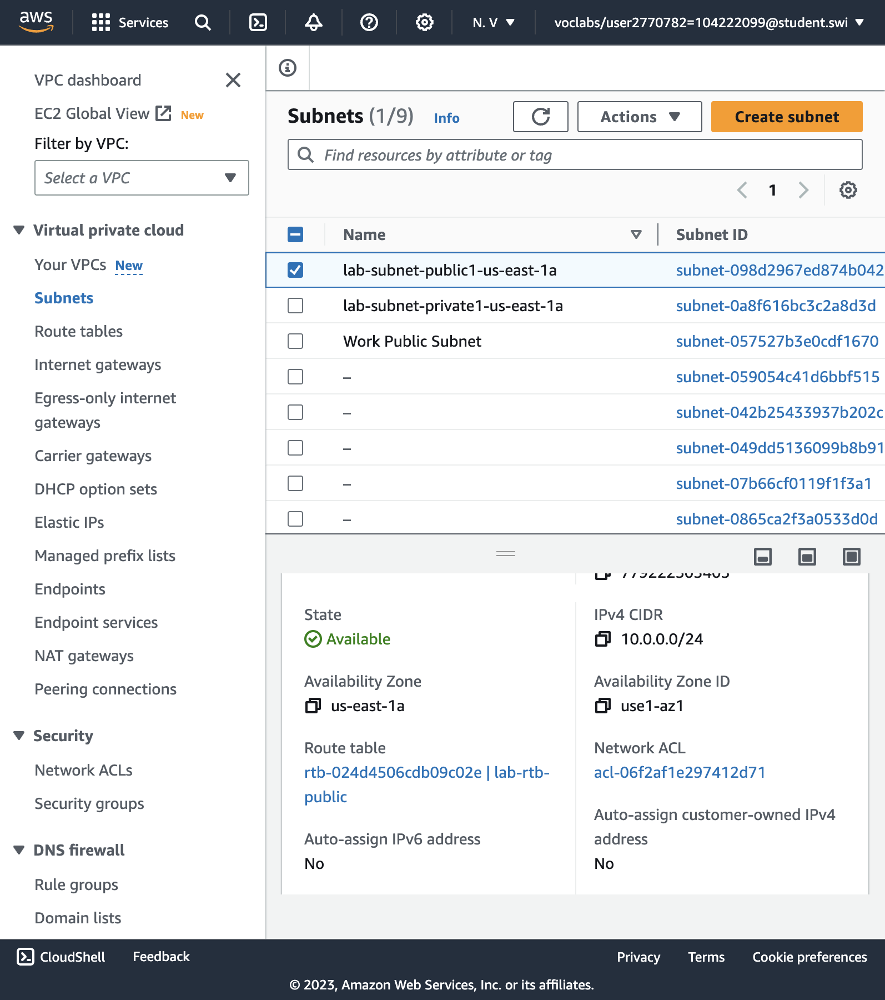 aws
Services
N. V
voclabs/user2770782=104222099@student.swi
VPC dashboard
EC2 Global View New
Filter by VPC:
Select a VPC
Virtual private cloud
Your VPCs New
Subnets
Route tables
Internet gateways
Egress-only internet
gateways
Carrier gateways
DHCP option sets
Elastic IPs
Managed prefix lists
Endpoints
Endpoint services
NAT gateways
Peering connections
Security
Network ACLs
Security groups
DNS firewall
Rule groups
Domain lists
Subnets (1/9) Info
Actions
Create subnet
Find resources by attribute or tag
1
Name Subnet ID
lab-subnet-public1-us-east-1a subnet-098d2967ed874b042
lab-subnet-private1-us-east-1a subnet-0a8f616bc3c2a8d3d
Work Public Subnet subnet-057527b3e0cdf1670
– subnet-059054c41d6bbf515
– subnet-042b25433937b202c
– subnet-049dd5136099b8b91
– subnet-07b66cf0119f1f3a1
– subnet-0865ca2f3a0533d0d
State
Available
IPv4 CIDR
10.0.0.0/24
Availability Zone
us-east-1a
Availability Zone ID
use1-az1
Route table
rtb-024d4506cdb09c02e | lab-rtb-
public
Network ACL
acl-06f2af1e297412d71
Auto-assign IPv6 address
No
Auto-assign customer-owned IPv4
address
No
CloudShell
Feedback
Privacy
Terms
Cookie preferences
© 2023, Amazon Web Services, Inc. or its affiliates.